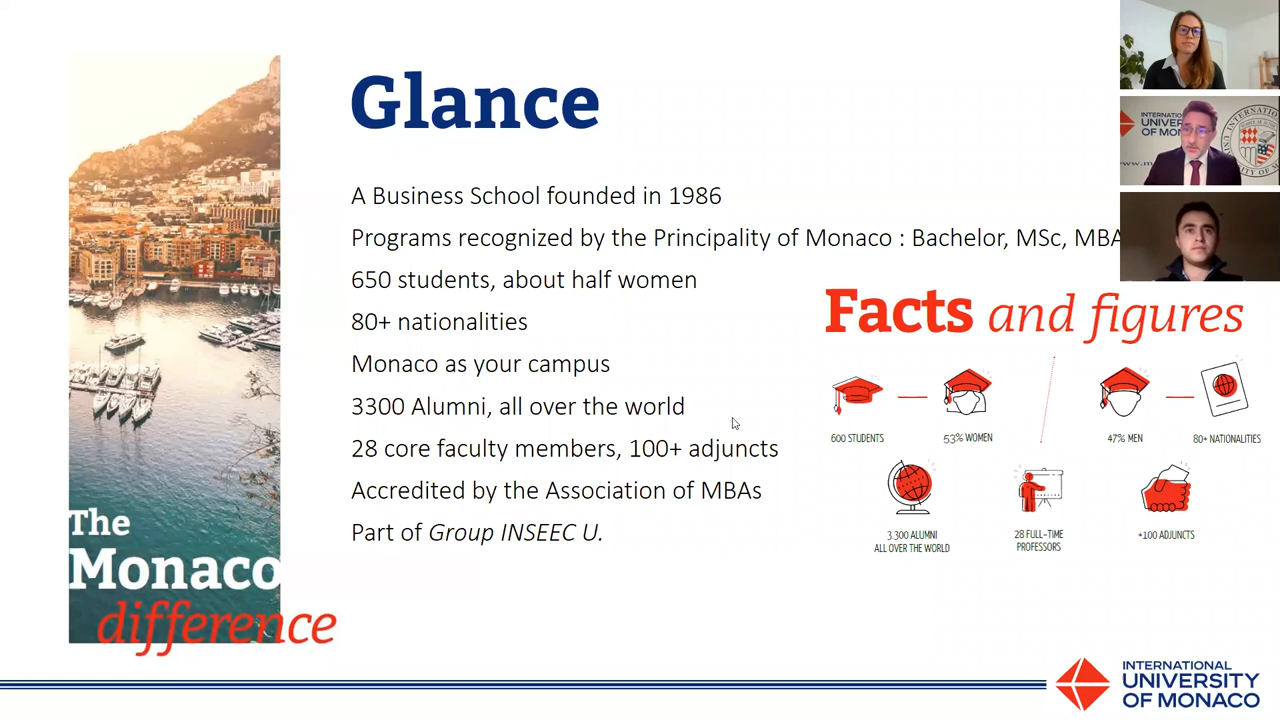 Glance
A Business School founded in 1986
Programs recognized by the Principality of Monaco : Bachelor, MSc, MBA
650 students, about half women
80+ nationalities
Monaco as your campus
3300 Alumni, all over the world
28 core faculty members, 100+ adjuncts
Accredited by the Association of MBAs
Part of Group INSEEC U.
The
Monaco
difference
Facts and figures
600 STUDENTS
53% WOMEN
47% MEN
80+ NATIONALITIES
3.300 ALUMNI
ALL OVER THE WORLD
28 FULL-TIME
PROFESSORS
+100 ADJUNCTS
INTERNATIONAL
UNIVERSITY
OF MONACO